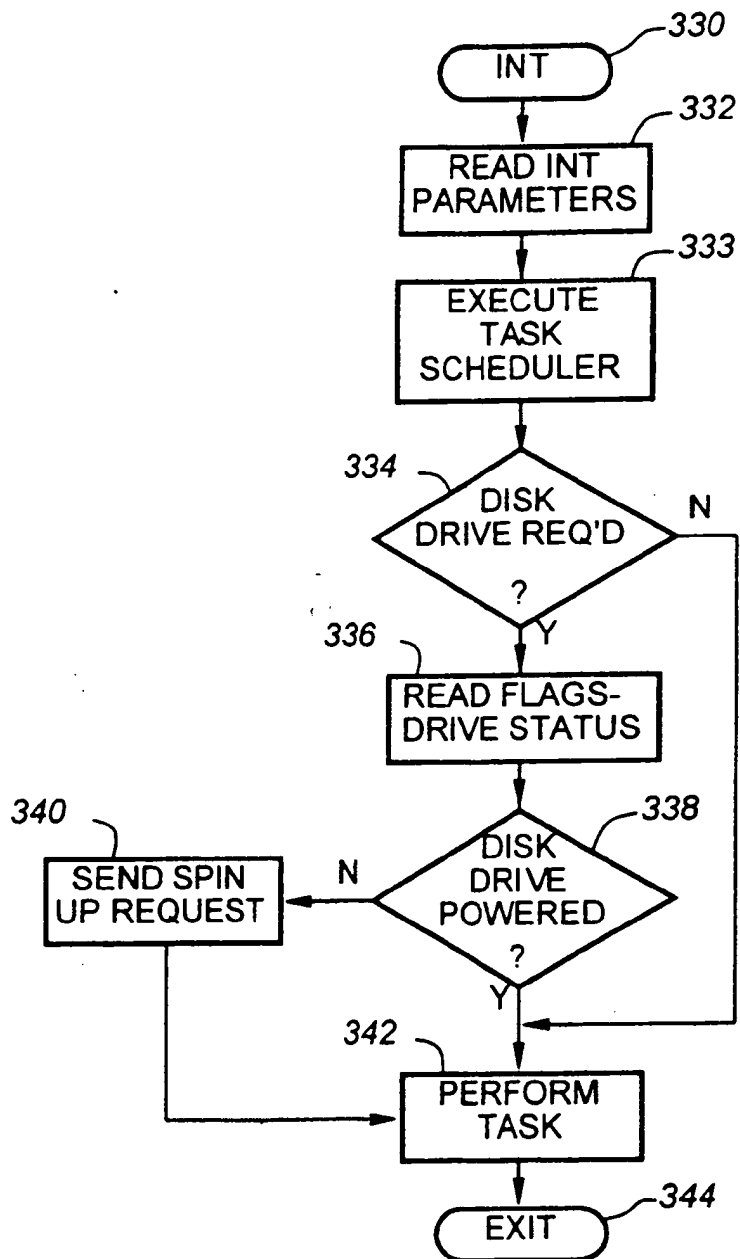 330
INT
332
READ INT
PARAMETERS
333
EXECUTE
TASK
SCHEDULER
334
DISK
DRIVE REQ'D
?
N
Y
336
READ FLAGS-
DRIVE STATUS
338
DISK
DRIVE
POWERED
?
N
Y
340
SEND SPIN
UP REQUEST
342
PERFORM
TASK
344
EXIT